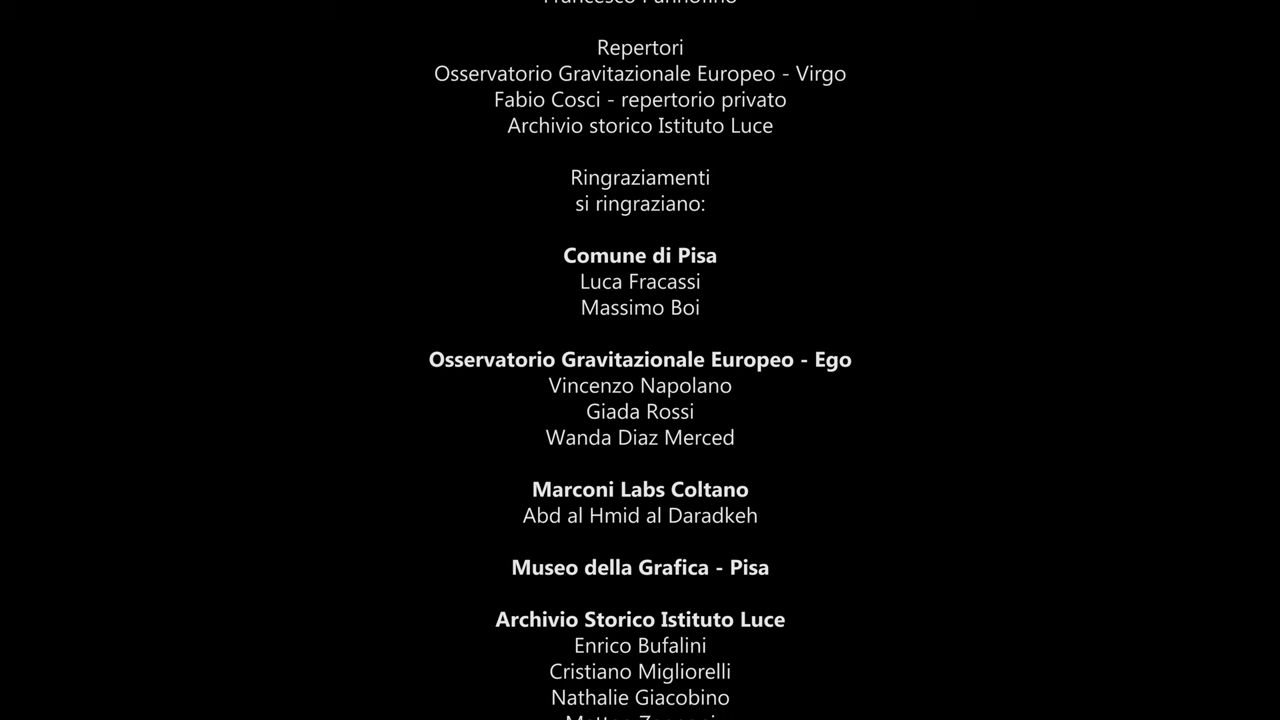 Repertori
Osservatorio Gravitazionale Europeo - Virgo
Fabio Cosci - repertorio privato
Archivio storico Istituto Luce
Ringraziamenti
si ringraziano:
Comune di Pisa
Luca Fracassi
Massimo Boi
Osservatorio Gravitazionale Europeo - Ego
Vincenzo Napolano
Giada Rossi
Wanda Diaz Merced
Marconi Labs Coltano
Abd al Hmid al Daradkeh
Museo della Grafica - Pisa
Archivio Storico Istituto Luce
Enrico Bufalini
Cristiano Migliorelli
Nathalie Giacobino